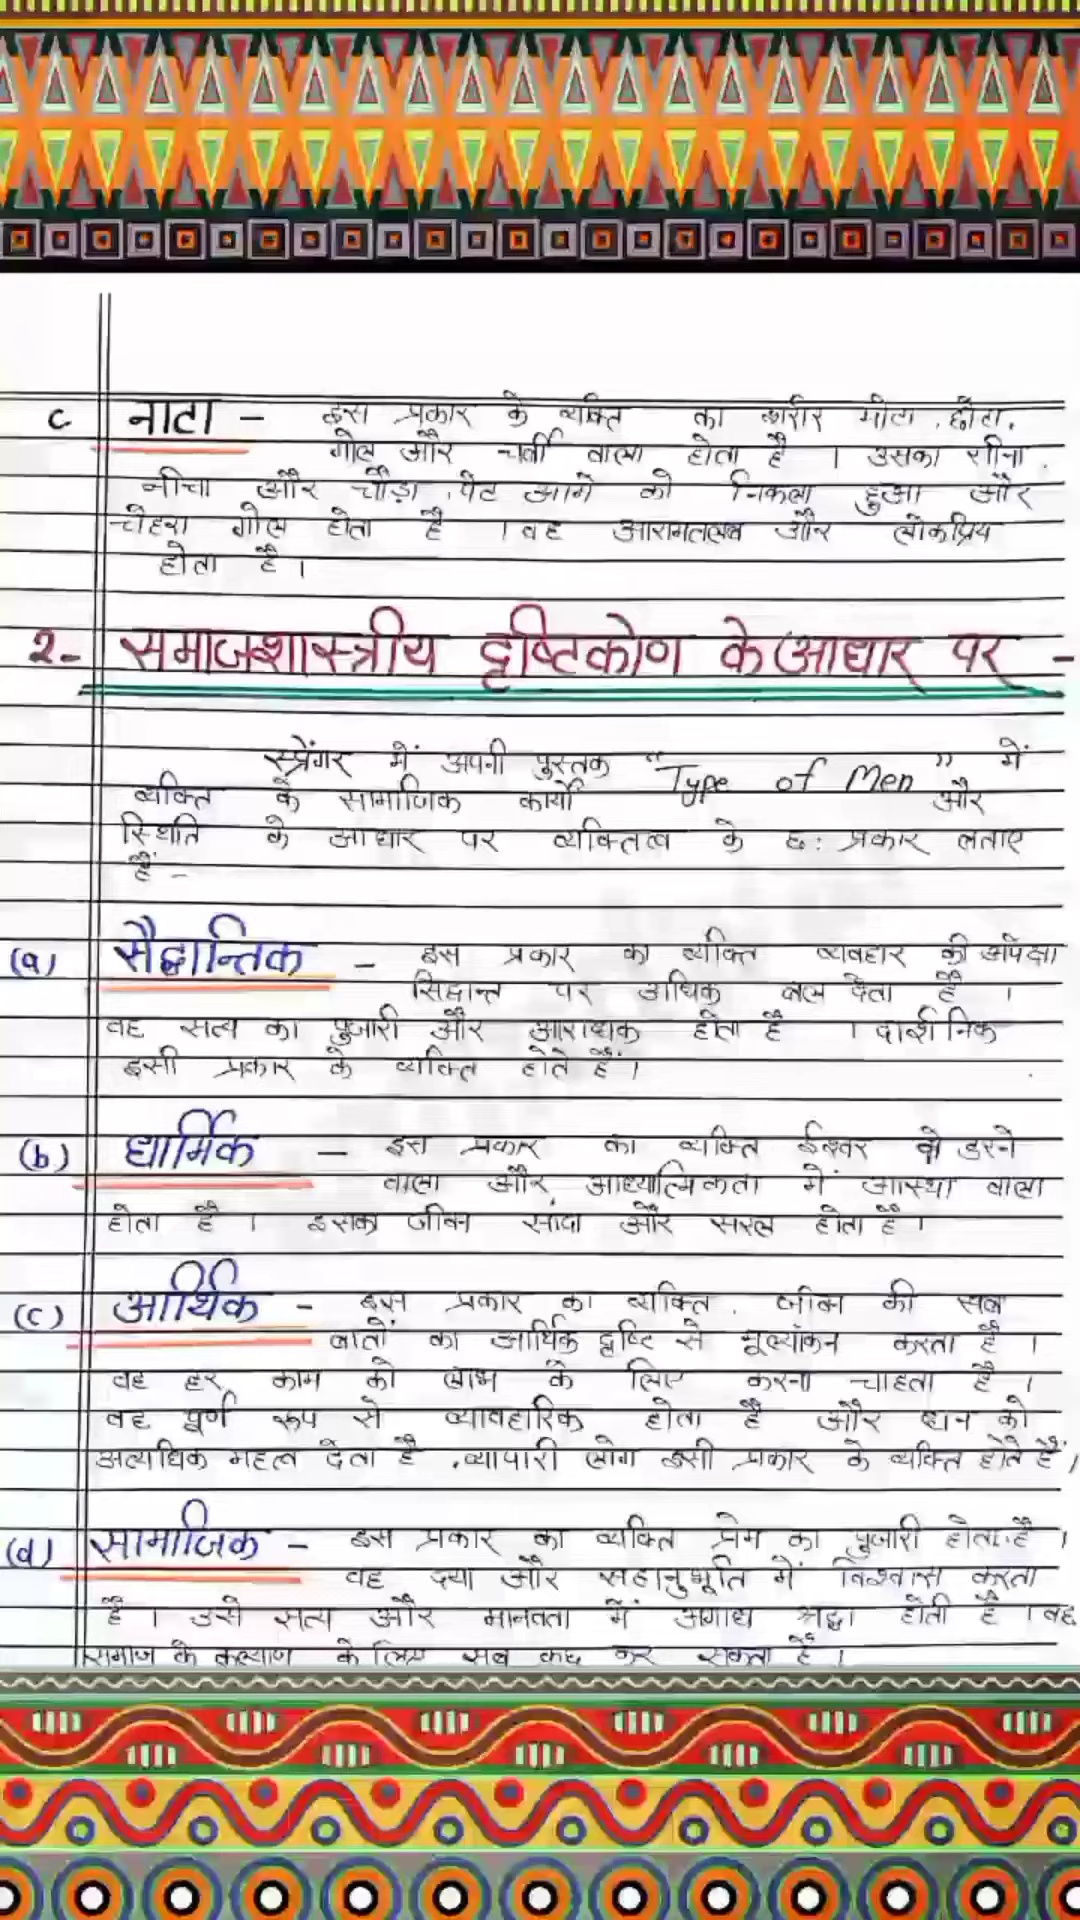 c नाटा - इस प्रकार के व्यक्ति का शरीर मोटा, छोटा,
गोल और चर्बी वाला होता है । उसका सीना
नीचा और चौड़ा, पेट आगे को निकला हुआ और
चेहरा गोल होता है । वह आरामतलब और लोकप्रिय
होता है ।
2- समाजशास्त्रीय दृष्टिकोण के आधार पर -
स्प्रेंगर में अपनी पुस्तक "Type of Men" में
व्यक्ति के सामाजिक कार्यों और
स्थिति के आधार पर व्यक्तित्व के छ: प्रकार बताए
हैं -
(a) सैद्धान्तिक - इस प्रकार का व्यक्ति व्यवहार की अपेक्षा
सिद्धान्त पर अधिक बल देता है ।
वह सत्य का पुजारी और आराधक होता है । दार्शनिक
इसी प्रकार के व्यक्ति होते हैं ।
(b) धार्मिक - इस प्रकार का व्यक्ति ईश्वर से डरने
वाला और आध्यात्मिकता में आस्था वाला
होता है । इसका जीवन सादा और सरल होता है ।
(c) आर्थिक - इस प्रकार का व्यक्ति जीवन की सब
बातों का आर्थिक दृष्टि से मूल्यांकन करता है ।
वह हर काम को लाभ के लिए करना चाहता है ।
वह पूर्ण रूप से व्यावहारिक होता है और धन को
अत्यधिक महत्व देता है , व्यापारी लोग इसी प्रकार के व्यक्ति होते हैं,
(d) सामाजिक - इस प्रकार का व्यक्ति प्रेम का पुजारी होता है ।
वह दया और सहानुभूति में विश्वास करता
है । उसे सत्य और मानवता में अगाध श्रद्धा होती है । वह
समाज के कल्याण के लिए सब कुछ कर सकता है ।